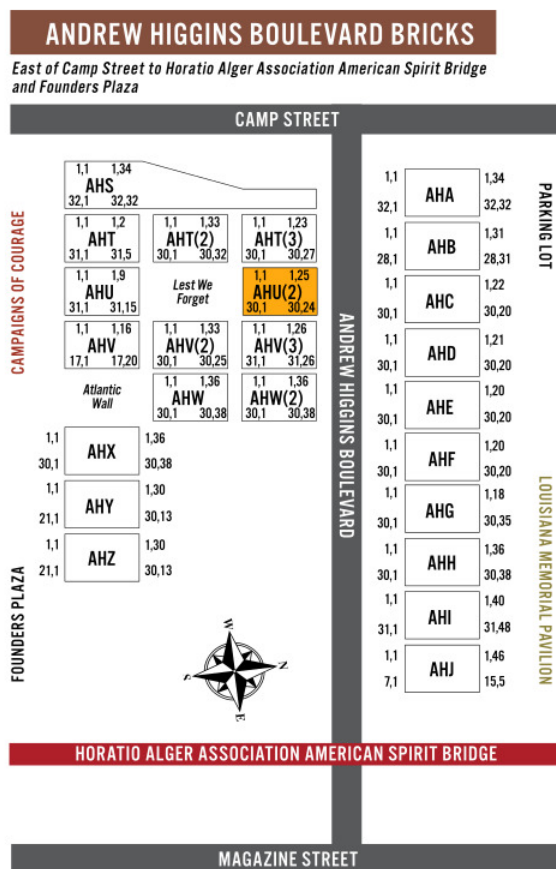 ANDREW HIGGINS BOULEVARD BRICKS
East of Camp Street to Horatio Alger Association American Spirit Bridge
and Founders Plaza
CAMP STREET
1,1 1,34
AHS
32,1 32,32
1,1 1,2
AHT
31,1 31,5
1,1 1,33
AHT(2)
30,1 30,32
1,1 1,23
AHT(3)
30,1 30,27
1,1 1,9
AHU
31,1 31,15
Lest We
Forget
1,1 1,25
AHU(2)
30,1 30,24
1,1 1,16
AHV
17,1 17,20
1,1 1,33
AHV(2)
30,1 30,25
1,1 1,26
AHV(3)
31,1 31,26
Atlantic
Wall
1,1 1,36
AHW
30,1 30,38
1,1 1,36
AHW(2)
30,1 30,38
1,1 1,36
AHX
30,1 30,38
1,1 1,30
AHY
21,1 30,13
1,1 1,30
AHZ
21,1 30,13
CAMPAIGNS OF COURAGE
FOUNDERS PLAZA
W
N
S
E
ANDREW HIGGINS BOULEVARD
1,1 1,34
AHA
32,1 32,32
1,1 1,31
AHB
28,1 28,31
1,1 1,22
AHC
30,1 30,20
1,1 1,21
AHD
30,1 30,20
1,1 1,20
AHE
30,1 30,20
1,1 1,20
AHF
30,1 30,20
1,1 1,18
AHG
30,1 30,35
1,1 1,36
AHH
30,1 30,38
1,1 1,40
AHI
31,1 31,48
1,1 1,46
AHJ
7,1 15,5
PARKING LOT
LOUISIANA MEMORIAL PAVILION
HORATIO ALGER ASSOCIATION AMERICAN SPIRIT BRIDGE
MAGAZINE STREET